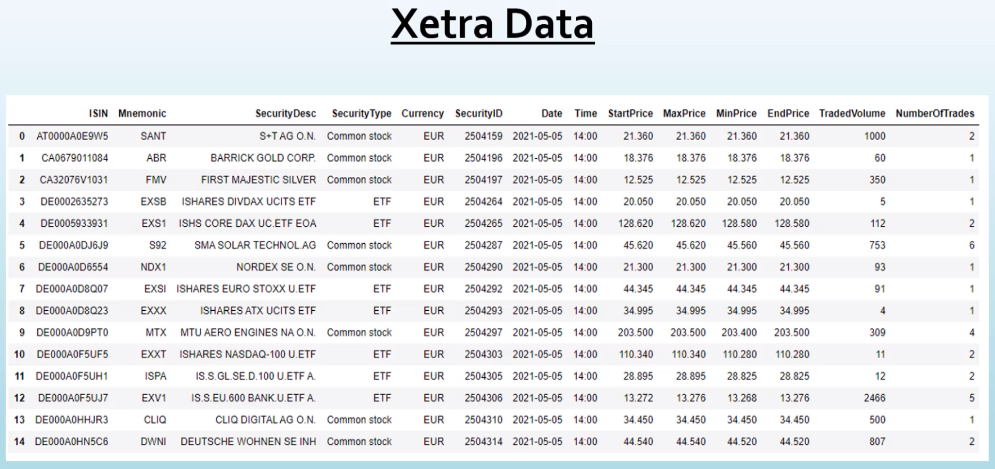 Xetra Data
ISIN Mnemonic SecurityDesc SecurityType Currency SecurityID Date Time StartPrice MaxPrice MinPrice EndPrice TradedVolume NumberOfTrades
0 AT0000A0E9W5 SANT S+T AG O.N. Common stock EUR 2504159 2021-05-05 14:00 21.360 21.360 21.360 21.360 1000 2
1 CA0679011084 ABR BARRICK GOLD CORP. Common stock EUR 2504196 2021-05-05 14:00 18.376 18.376 18.376 18.376 60 1
2 CA32076V1031 FMV FIRST MAJESTIC SILVER Common stock EUR 2504197 2021-05-05 14:00 12.525 12.525 12.525 12.525 350 1
3 DE0002635273 EXSB ISHARES DIVDAX UCITS ETF ETF EUR 2504264 2021-05-05 14:00 20.050 20.050 20.050 20.050 5 1
4 DE0005933931 EXS1 ISHS CORE DAX UC.ETF EOA ETF EUR 2504265 2021-05-05 14:00 128.620 128.620 128.580 128.580 112 2
5 DE000A0DJ6J9 S92 SMA SOLAR TECHNOL.AG Common stock EUR 2504287 2021-05-05 14:00 45.620 45.620 45.560 45.560 753 6
6 DE000A0D6554 NDX1 NORDEX SE O.N. Common stock EUR 2504290 2021-05-05 14:00 21.300 21.300 21.300 21.300 93 1
7 DE000A0D8Q07 EXSI ISHARES EURO STOXX U.ETF ETF EUR 2504292 2021-05-05 14:00 44.345 44.345 44.345 44.345 91 1
8 DE000A0D8Q23 EXXX ISHARES ATX UCITS ETF ETF EUR 2504293 2021-05-05 14:00 34.995 34.995 34.995 34.995 4 1
9 DE000A0D9PT0 MTX MTU AERO ENGINES NA O.N. Common stock EUR 2504297 2021-05-05 14:00 203.500 203.500 203.400 203.500 309 4
10 DE000A0F5UF5 EXXT ISHARES NASDAQ-100 U.ETF ETF EUR 2504303 2021-05-05 14:00 110.340 110.340 110.280 110.280 11 2
11 DE000A0F5UH1 ISPA IS.S.GL.SE.D.100 U.ETF A. ETF EUR 2504305 2021-05-05 14:00 28.895 28.895 28.825 28.825 12 2
12 DE000A0F5UJ7 EXV1 IS.S.EU.600 BANK.U.ETF A. ETF EUR 2504306 2021-05-05 14:00 13.272 13.276 13.268 13.276 2466 5
13 DE000A0HHJR3 CLIQ CLIQ DIGITAL AG O.N. Common stock EUR 2504310 2021-05-05 14:00 34.450 34.450 34.450 34.450 500 1
14 DE000A0HN5C6 DWNI DEUTSCHE WOHNEN SE INH Common stock EUR 2504314 2021-05-05 14:00 44.540 44.540 44.520 44.520 807 2